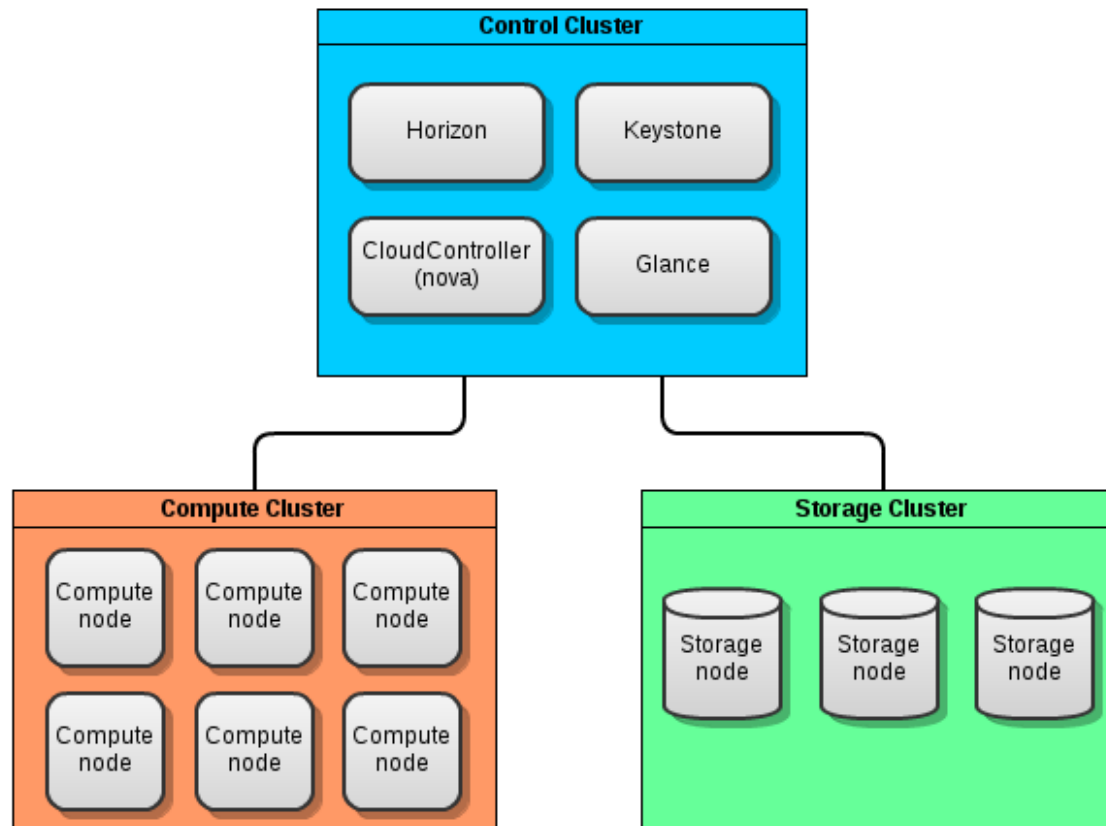 Control Cluster
Horizon
Keystone
CloudController
(nova)
Glance
Compute Cluster
Compute
node
Compute
node
Compute
node
Compute
node
Compute
node
Compute
node
Storage Cluster
Storage
node
Storage
node
Storage
node